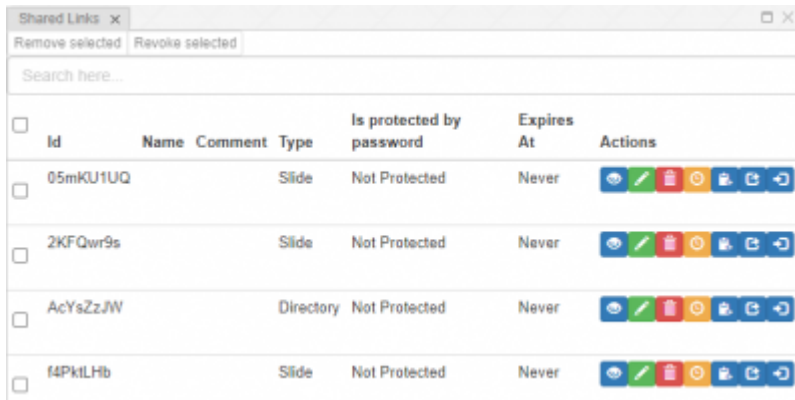 Shared Links x
Remove selected Revoke selected
Search here...
Id Name Comment Type Is protected by password Expires At Actions
05mKU1UQ Slide Not Protected Never
2KFQwr9s Slide Not Protected Never
AcYsZzJW Directory Not Protected Never
f4PktLHb Slide Not Protected Never